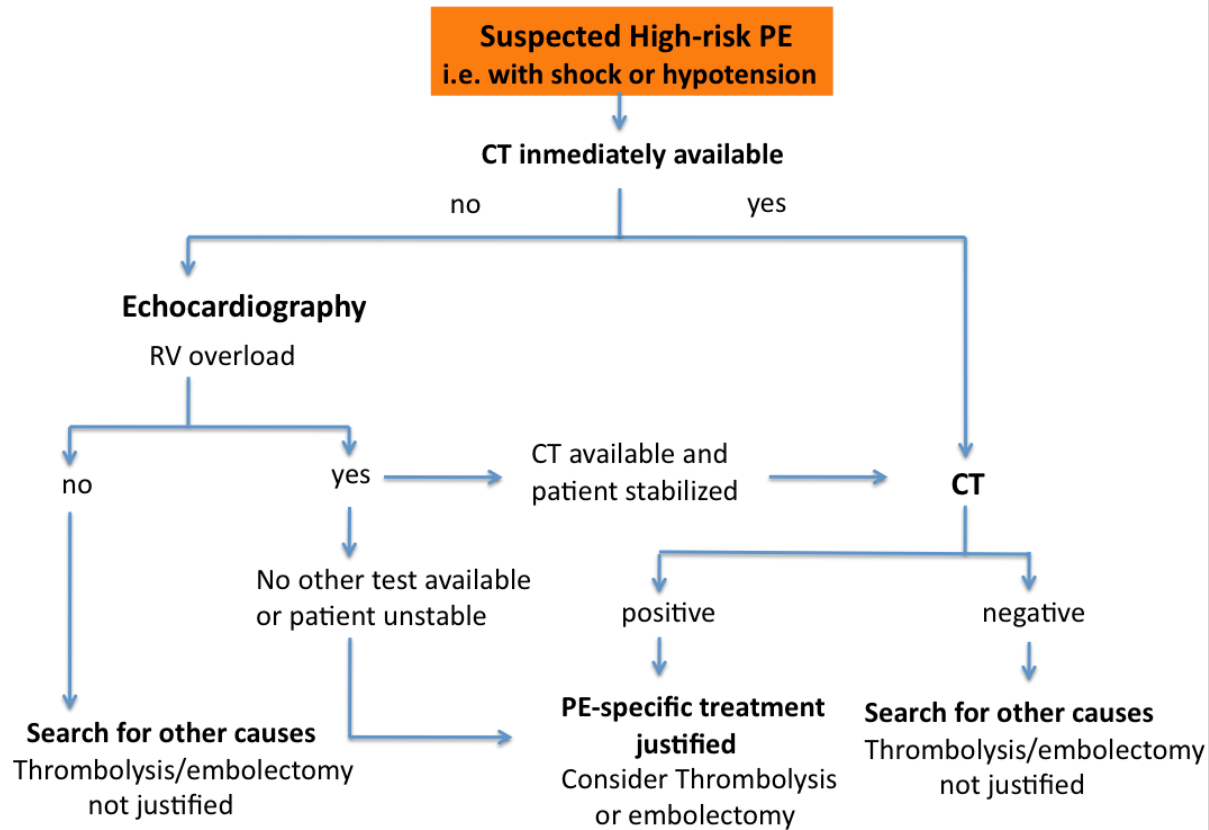 Suspected High-risk PE
i.e. with shock or hypotension
CT inmediately available
no
yes
Echocardiography
RV overload
no
yes
CT available and
patient stabilized
CT
No other test available
or patient unstable
positive
negative
Search for other causes
Thrombolysis/embolectomy
not justified
PE-specific treatment
justified
Consider Thrombolysis
or embolectomy
Search for other causes
Thrombolysis/embolectomy
not justified